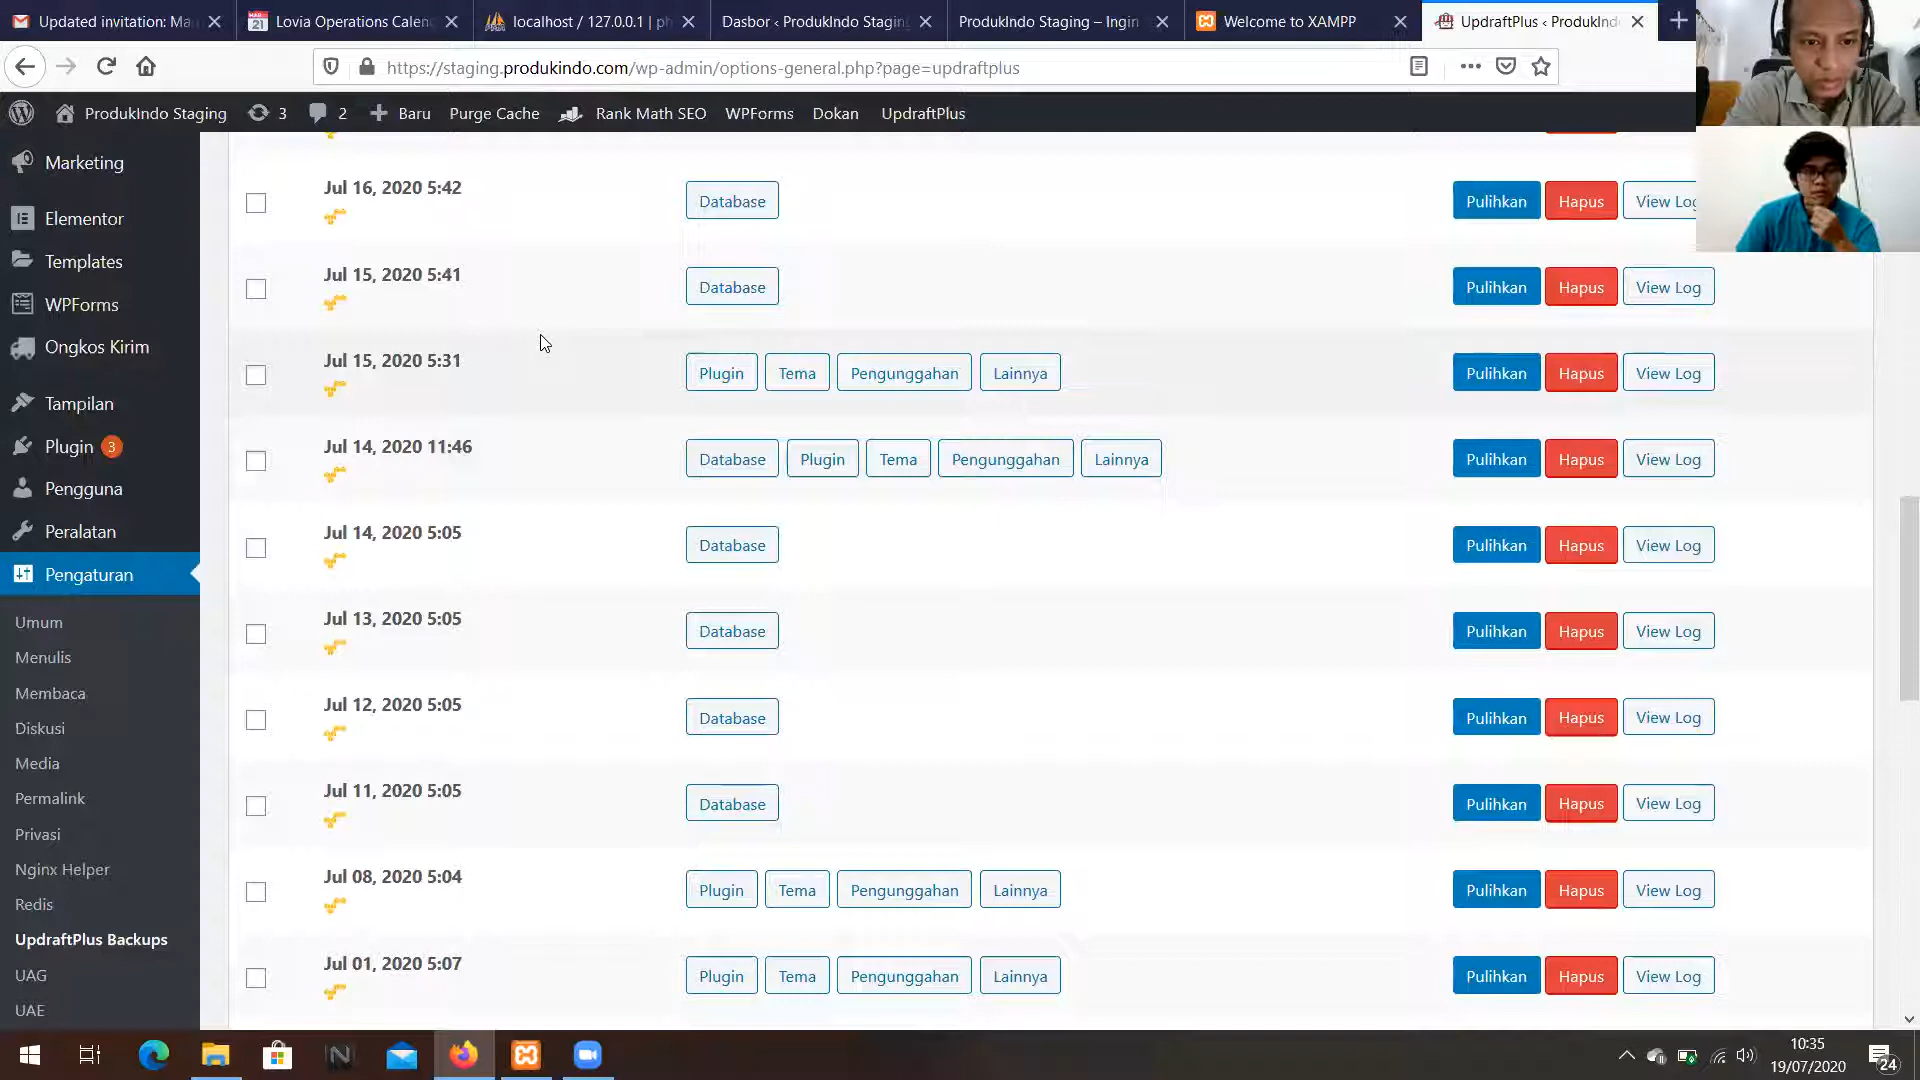 Updated invitation: Ma
Lovia Operations Calen
localhost / 127.0.0.1 | ph
Dasbor ‹ ProdukIndo Staging
ProdukIndo Staging – Ingin
Welcome to XAMPP
UpdraftPlus ‹ ProdukIndo
https://staging.produkindo.com/wp-admin/options-general.php?page=updraftplus
ProdukIndo Staging 3 2 Baru Purge Cache Rank Math SEO WPForms Dokan UpdraftPlus
Marketing
Elementor
Templates
WPForms
Ongkos Kirim
Tampilan
Plugin 3
Pengguna
Peralatan
Pengaturan
Umum
Menulis
Membaca
Diskusi
Media
Permalink
Privasi
Nginx Helper
Redis
UpdraftPlus Backups
UAG
UAE
Jul 16, 2020 5:42 Database Pulihkan Hapus View Log
Jul 15, 2020 5:41 Database Pulihkan Hapus View Log
Jul 15, 2020 5:31 Plugin Tema Pengunggahan Lainnya Pulihkan Hapus View Log
Jul 14, 2020 11:46 Database Plugin Tema Pengunggahan Lainnya Pulihkan Hapus View Log
Jul 14, 2020 5:05 Database Pulihkan Hapus View Log
Jul 13, 2020 5:05 Database Pulihkan Hapus View Log
Jul 12, 2020 5:05 Database Pulihkan Hapus View Log
Jul 11, 2020 5:05 Database Pulihkan Hapus View Log
Jul 08, 2020 5:04 Plugin Tema Pengunggahan Lainnya Pulihkan Hapus View Log
Jul 01, 2020 5:07 Plugin Tema Pengunggahan Lainnya Pulihkan Hapus View Log
10:35
19/07/2020
24